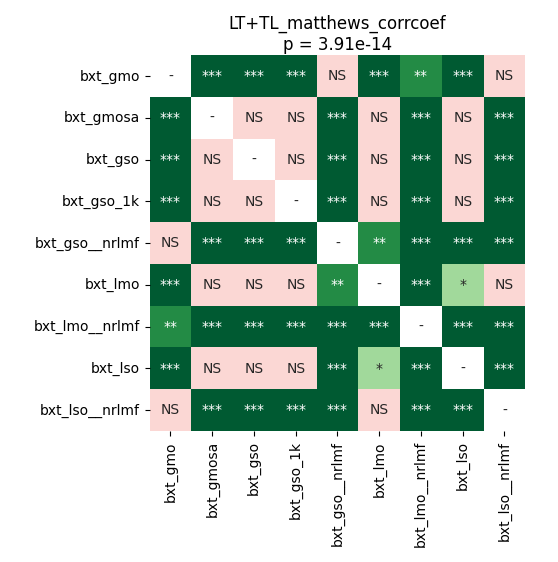 LT+TL_matthews_corrcoef
p = 3.91e-14
bxt_gmo - *** *** *** NS *** ** *** NS
bxt_gmosa *** - NS NS *** NS *** NS ***
bxt_gso *** NS - NS *** NS *** NS ***
bxt_gso_1k *** NS NS - *** NS *** NS ***
bxt_gso__nrlmf NS *** *** *** - ** *** *** ***
bxt_lmo *** NS NS NS ** - *** * NS
bxt_lmo__nrlmf ** *** *** *** *** *** - *** ***
bxt_lso *** NS NS NS *** * *** - ***
bxt_lso__nrlmf NS *** *** *** *** NS *** *** -
bxt_gmo
bxt_gmosa
bxt_gso
bxt_gso_1k
bxt_gso__nrlmf
bxt_lmo
bxt_lmo__nrlmf
bxt_lso
bxt_lso__nrlmf